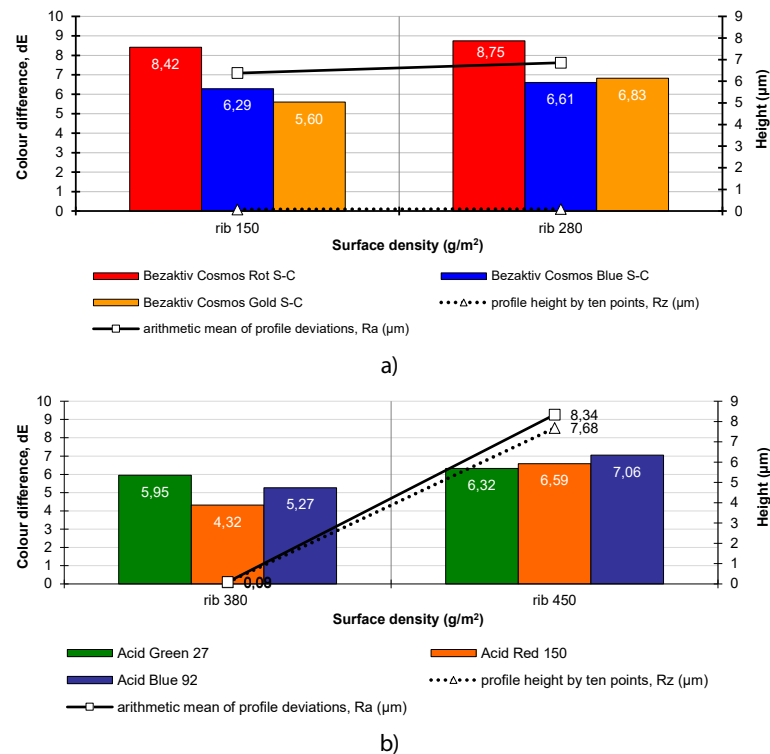 10
9
8
7
6
5
4
3
2
1
0
Colour difference, dE
8,42
6,29
5,60
8,75
6,61
6,83
9
8
7
6
5
4
3
2
1
0
Height (µm)
rib 150
rib 280
Surface density (g/m²)
Bezaktiv Cosmos Rot S-C
Bezaktiv Cosmos Blue S-C
Bezaktiv Cosmos Gold S-C
profile height by ten points, Rz (µm)
arithmetic mean of profile deviations, Ra (µm)
a)
10
9
8
7
6
5
4
3
2
1
0
Colour difference, dE
5,95
4,32
5,27
6,32
6,59
7,06
8,34
7,68
9
8
7
6
5
4
3
2
1
0
Height (µm)
rib 380
rib 450
Surface density (g/m²)
Acid Green 27
Acid Red 150
Acid Blue 92
profile height by ten points, Rz (µm)
arithmetic mean of profile deviations, Ra (µm)
b)